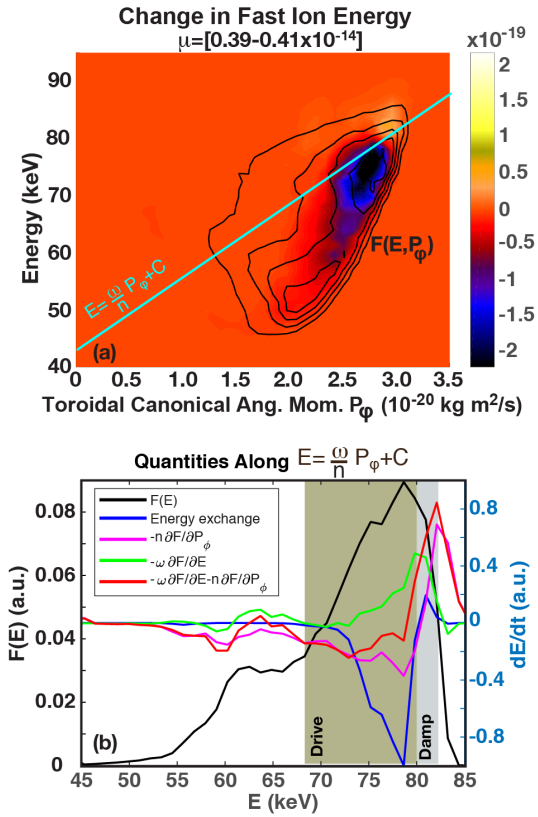 Change in Fast Ion Energy
μ=[0.39-0.41x10⁻¹⁴]
x10⁻¹⁹
Energy (keV)
90
80
70
60
50
40
2
1.5
1
0.5
0
-0.5
-1
-1.5
-2
E=ω/n Pφ+C
F(E,Pφ)
(a)
0 0.5 1.0 1.5 2.0 2.5 3.0 3.5
Toroidal Canonical Ang. Mom. Pφ (10⁻²⁰ kg m²/s)
Quantities Along E=ω/n Pφ+C
F(E)
Energy exchange
-n∂F/∂Pϕ
-ω∂F/∂E
-ω∂F/∂E-n∂F/∂Pϕ
F(E) (a.u.)
0.08
0.06
0.04
0.02
0
0.8
0.4
0
-0.4
-0.8
dE/dt (a.u.)
Drive
Damp
(b)
45 50 55 60 65 70 75 80 85
E (keV)